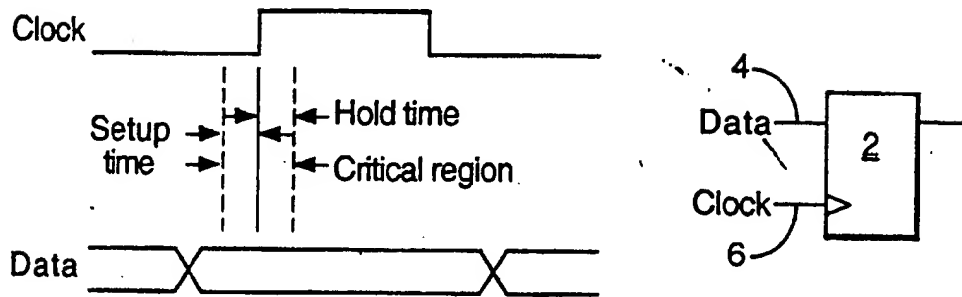 Clock
Hold time
Setup
time
Critical region
Data
4
Data
2
Clock
6